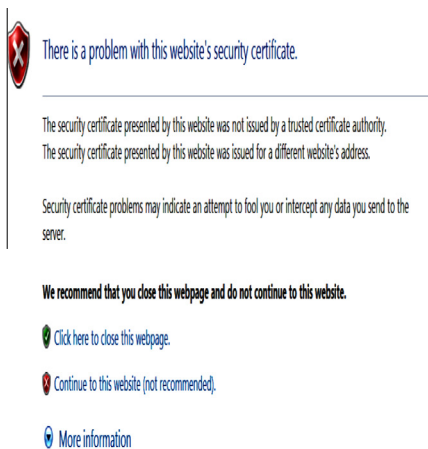 There is a problem with this website's security certificate.
The security certificate presented by this website was not issued by a trusted certificate authority.
The security certificate presented by this website was issued for a different website's address.
Security certificate problems may indicate an attempt to fool you or intercept any data you send to the
server.
We recommend that you close this webpage and do not continue to this website.
Click here to close this webpage.
Continue to this website (not recommended).
More information